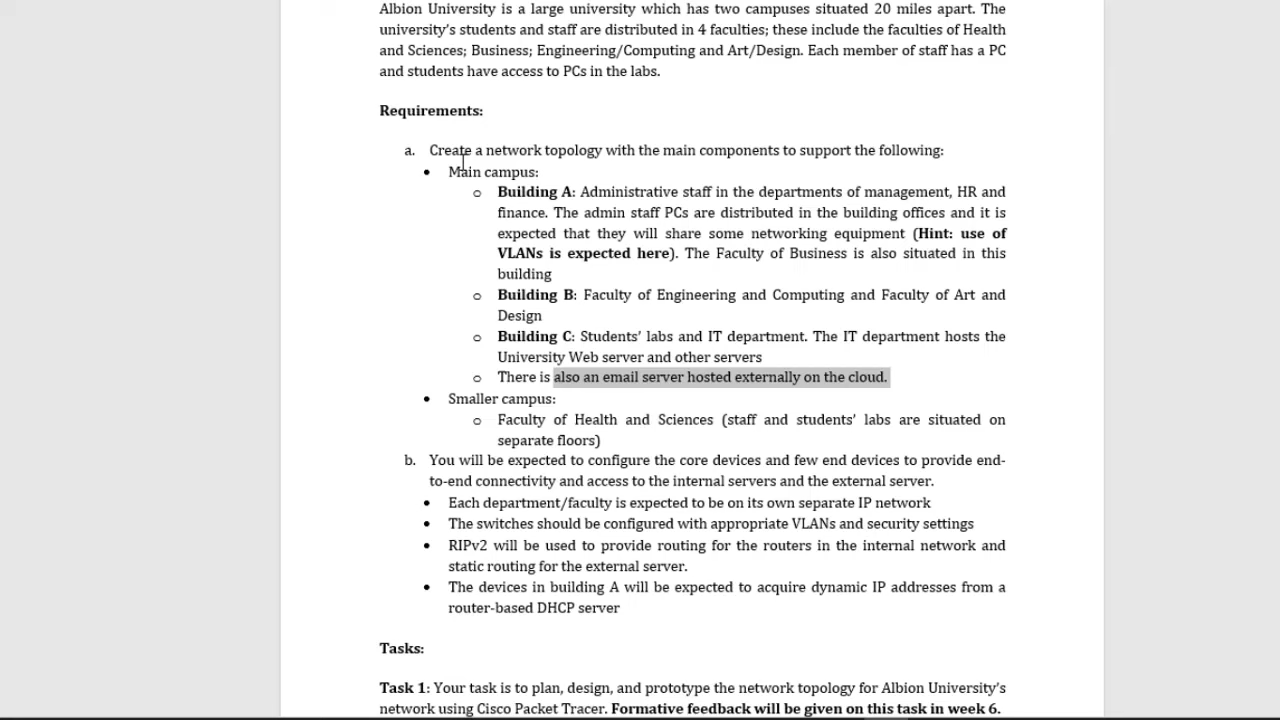 Albion University is a large university which has two campuses situated 20 miles apart. The
university's students and staff are distributed in 4 faculties; these include the faculties of Health
and Sciences; Business; Engineering/Computing and Art/Design. Each member of staff has a PC
and students have access to PCs in the labs.
Requirements:
a. Create a network topology with the main components to support the following:
• Main campus:
o Building A: Administrative staff in the departments of management, HR and
finance. The admin staff PCs are distributed in the building offices and it is
expected that they will share some networking equipment (Hint: use of
VLANs is expected here). The Faculty of Business is also situated in this
building
o Building B: Faculty of Engineering and Computing and Faculty of Art and
Design
o Building C: Students' labs and IT department. The IT department hosts the
University Web server and other servers
o There is also an email server hosted externally on the cloud.
• Smaller campus:
o Faculty of Health and Sciences (staff and students' labs are situated on
separate floors)
b. You will be expected to configure the core devices and few end devices to provide end-
to-end connectivity and access to the internal servers and the external server.
• Each department/faculty is expected to be on its own separate IP network
• The switches should be configured with appropriate VLANs and security settings
• RIPv2 will be used to provide routing for the routers in the internal network and
static routing for the external server.
• The devices in building A will be expected to acquire dynamic IP addresses from a
router-based DHCP server
Tasks:
Task 1: Your task is to plan, design, and prototype the network topology for Albion University's
network using Cisco Packet Tracer. Formative feedback will be given on this task in week 6.